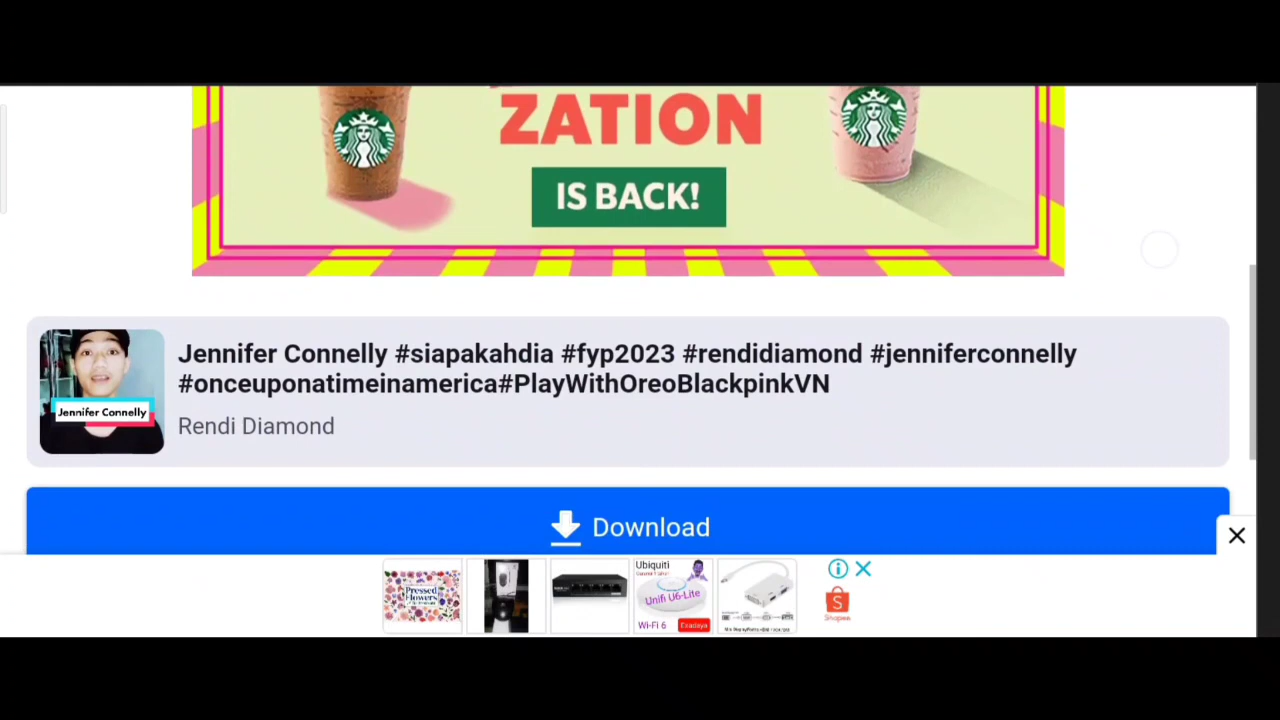 ZATION
IS BACK!
Jennifer Connelly #siapakahdia #fyp2023 #rendidiamond #jenniferconnelly
#onceuponatimeinamerica#PlayWithOreoBlackpinkVN
Jennifer Connelly
Rendi Diamond
Download
Pressed
Flowers
Ubiquiti
Unifi U6-Lite
Wi-Fi 6
Shopee